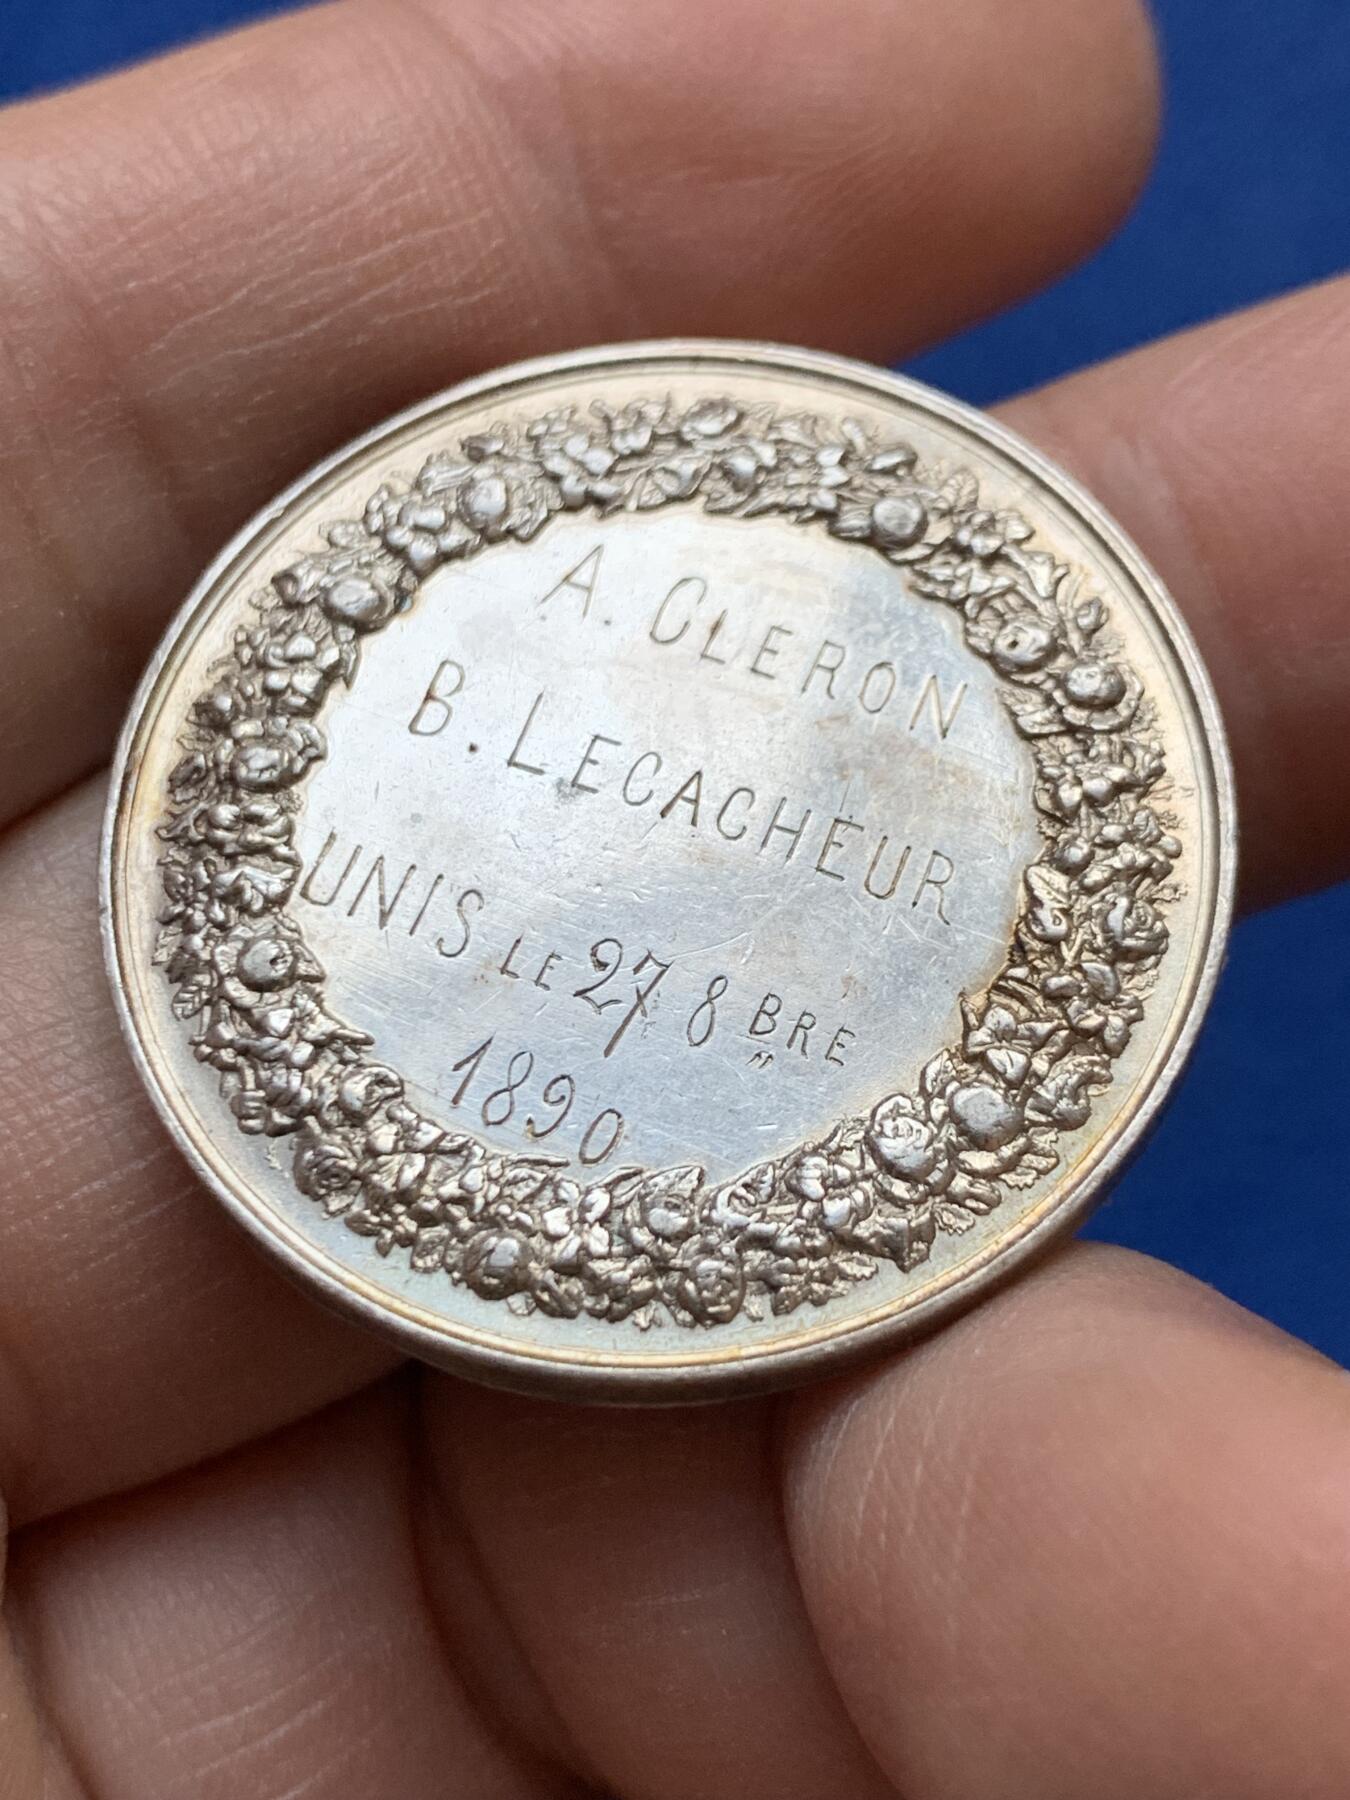 A. CLERON
B. LECACHEUR
UNIS LE 27 8BRE
1890